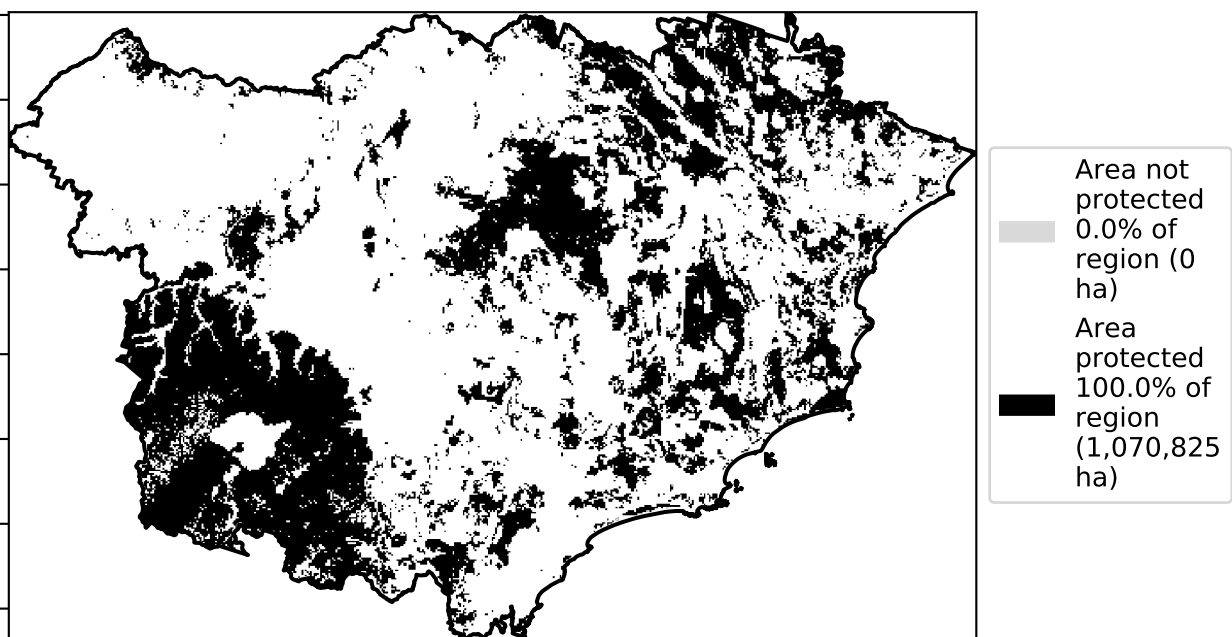 Area not
protected
0.0% of
region (0
ha)
Area
protected
100.0% of
region
(1,070,825
ha)